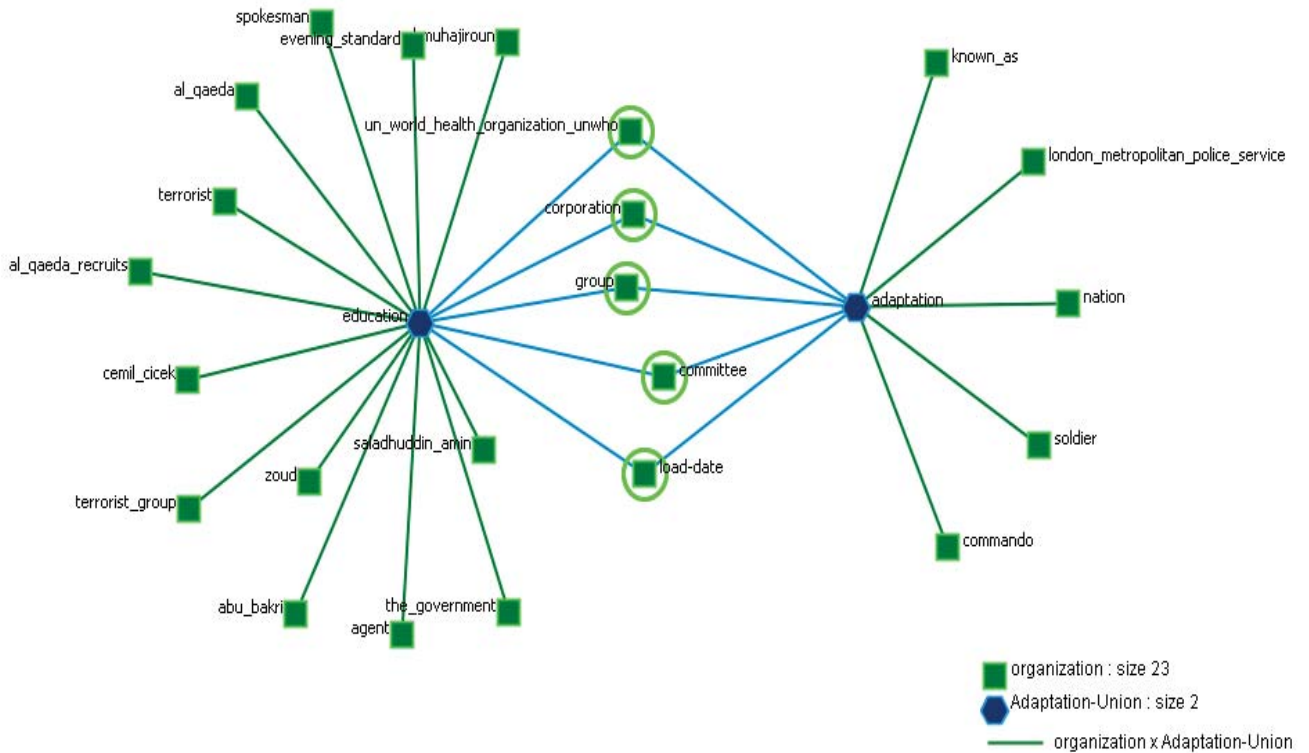 spokesman
evening_standard
muhajiroun
known_as
al_qaeda
un_world_health_organization_unwho
london_metropolitan_police_service
terrorist
corporation
al_qaeda_recruits
group
education
adaptation
nation
cemil_cicek
committee
saladhuddin_amin
soldier
zoud
load-date
terrorist_group
commando
abu_bakri
the_government
agent
organization : size 23
Adaptation-Union : size 2
organization x Adaptation-Union